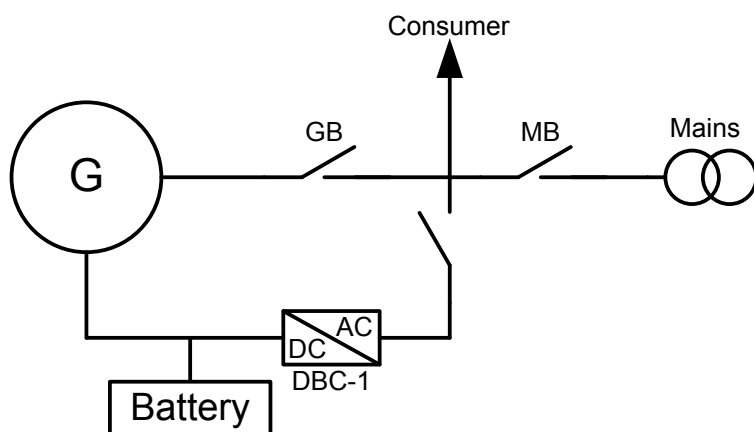 Consumer
GB
MB
Mains
G
AC
DC
DBC-1
Battery